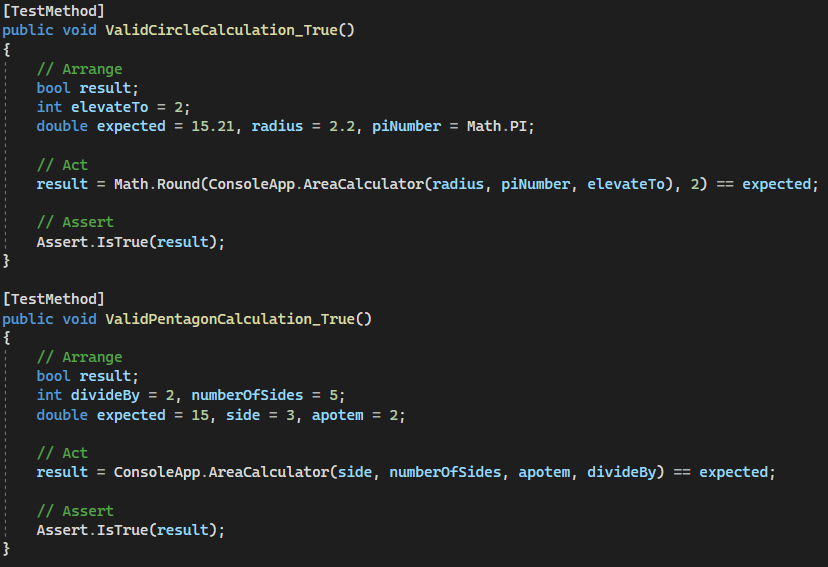 [TestMethod]
public void ValidCircleCalculation_True()
{
    // Arrange
    bool result;
    int elevateTo = 2;
    double expected = 15.21, radius = 2.2, piNumber = Math.PI;

    // Act
    result = Math.Round(ConsoleApp.AreaCalculator(radius, piNumber, elevateTo), 2) == expected;

    // Assert
    Assert.IsTrue(result);
}

[TestMethod]
public void ValidPentagonCalculation_True()
{
    // Arrange
    bool result;
    int divideBy = 2, numberOfSides = 5;
    double expected = 15, side = 3, apotem = 2;

    // Act
    result = ConsoleApp.AreaCalculator(side, numberOfSides, apotem, divideBy) == expected;

    // Assert
    Assert.IsTrue(result);
}